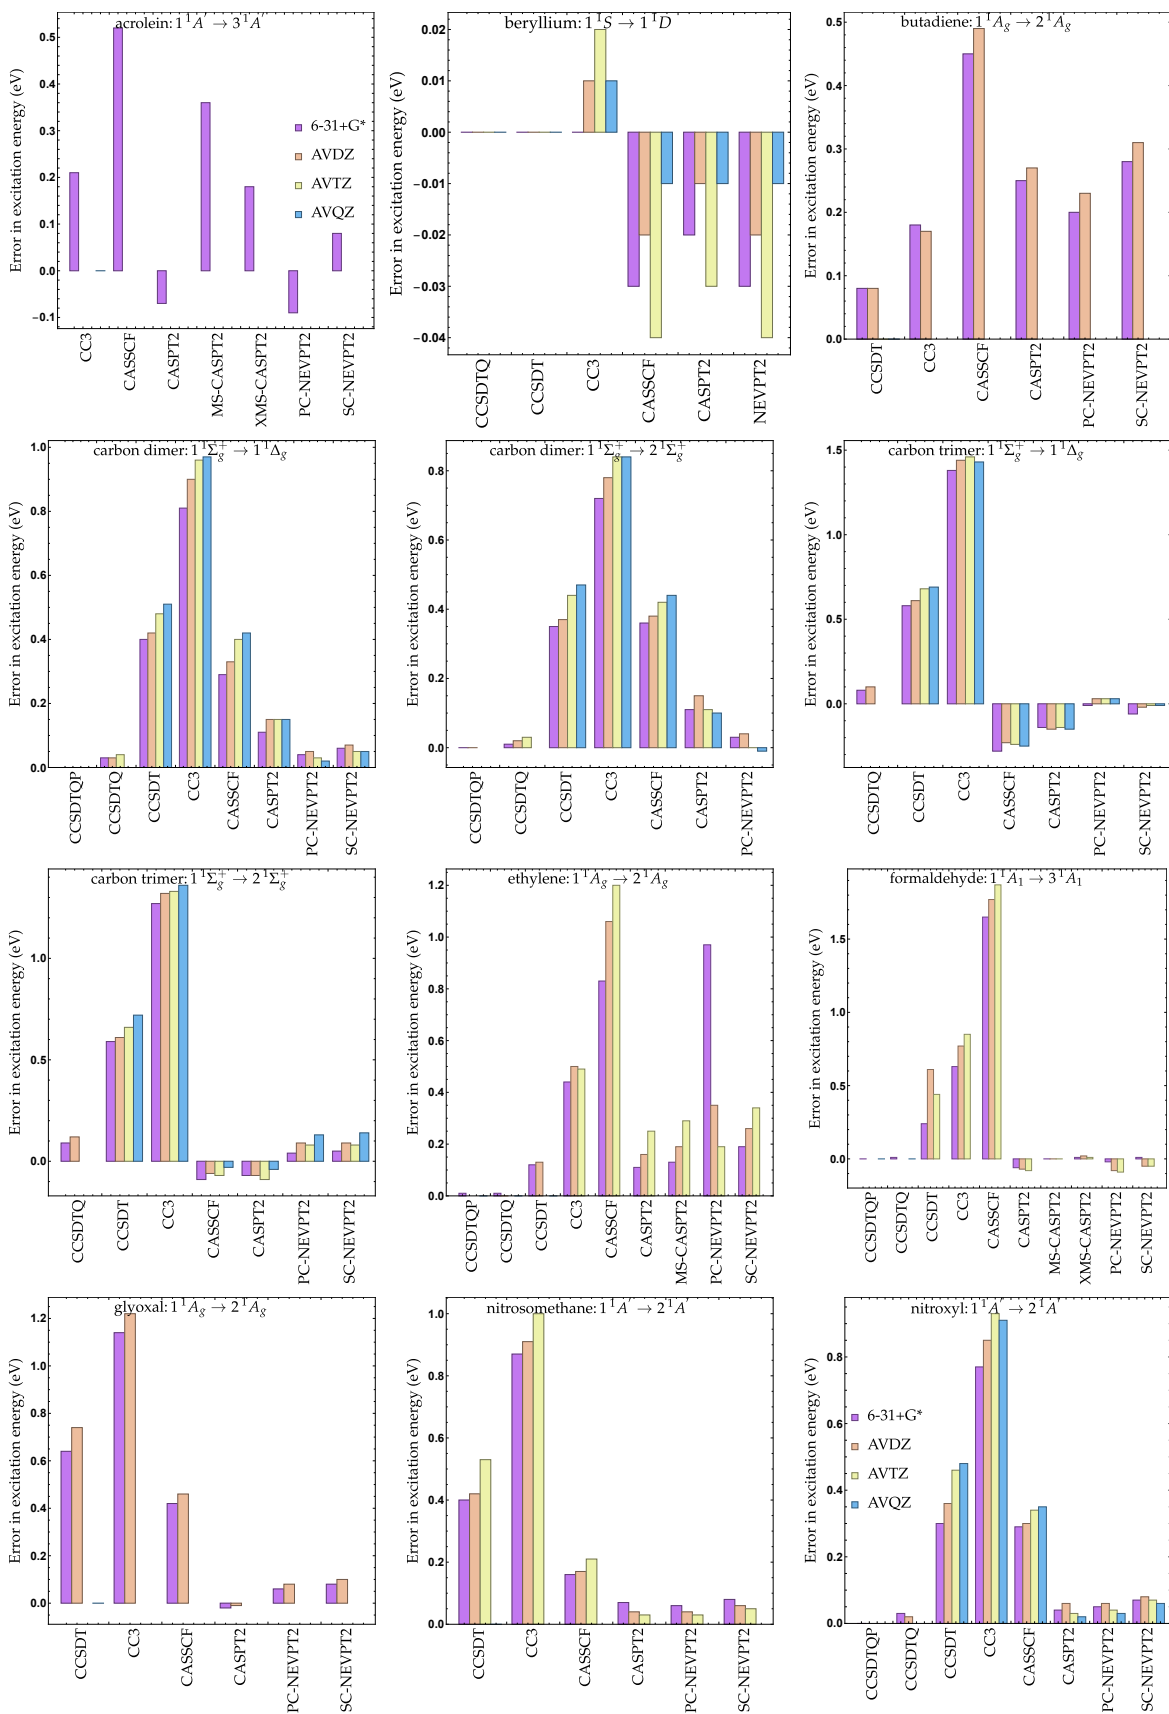 acrolein: 1 ¹A′ → 3 ¹A′
Error in excitation energy (eV)
0.5
0.4
0.3
0.2
0.1
0.0
−0.1
6-31+G*
AVDZ
AVTZ
AVQZ
CC3
CASSCF
CASPT2
MS-CASPT2
XMS-CASPT2
PC-NEVPT2
SC-NEVPT2
beryllium: 1 ¹S → 1 ¹D
Error in excitation energy (eV)
0.02
0.01
0.00
−0.01
−0.02
−0.03
−0.04
CCSDTQ
CCSDT
CC3
CASSCF
CASPT2
NEVPT2
butadiene: 1 ¹A_g → 2 ¹A_g
Error in excitation energy (eV)
0.5
0.4
0.3
0.2
0.1
0.0
CCSDT
CC3
CASSCF
CASPT2
PC-NEVPT2
SC-NEVPT2
carbon dimer: 1 ¹Σ_g⁺ → 1 ¹Δ_g
Error in excitation energy (eV)
1.0
0.8
0.6
0.4
0.2
0.0
CCSDTQP
CCSDTQ
CCSDT
CC3
CASSCF
CASPT2
PC-NEVPT2
SC-NEVPT2
carbon dimer: 1 ¹Σ_g⁺ → 2 ¹Σ_g⁺
Error in excitation energy (eV)
0.8
0.6
0.4
0.2
0.0
CCSDTQP
CCSDTQ
CCSDT
CC3
CASSCF
CASPT2
PC-NEVPT2
carbon trimer: 1 ¹Σ_g⁺ → 1 ¹Δ_g
Error in excitation energy (eV)
1.5
1.0
0.5
0.0
CCSDTQ
CCSDT
CC3
CASSCF
CASPT2
PC-NEVPT2
SC-NEVPT2
carbon trimer: 1 ¹Σ_g⁺ → 2 ¹Σ_g⁺
Error in excitation energy (eV)
1.0
0.5
0.0
CCSDTQ
CCSDT
CC3
CASSCF
CASPT2
PC-NEVPT2
SC-NEVPT2
ethylene: 1 ¹A_g → 2 ¹A_g
Error in excitation energy (eV)
1.2
1.0
0.8
0.6
0.4
0.2
0.0
CCSDTQP
CCSDTQ
CCSDT
CC3
CASSCF
CASPT2
MS-CASPT2
PC-NEVPT2
SC-NEVPT2
formaldehyde: 1 ¹A₁ → 3 ¹A₁
Error in excitation energy (eV)
1.5
1.0
0.5
0.0
CCSDTQP
CCSDTQ
CCSDT
CC3
CASSCF
CASPT2
MS-CASPT2
XMS-CASPT2
PC-NEVPT2
SC-NEVPT2
glyoxal: 1 ¹A_g → 2 ¹A_g
Error in excitation energy (eV)
1.2
1.0
0.8
0.6
0.4
0.2
0.0
CCSDT
CC3
CASSCF
CASPT2
PC-NEVPT2
SC-NEVPT2
nitrosomethane: 1 ¹A′ → 2 ¹A′
Error in excitation energy (eV)
1.0
0.8
0.6
0.4
0.2
0.0
CCSDT
CC3
CASSCF
CASPT2
PC-NEVPT2
SC-NEVPT2
nitroxyl: 1 ¹A′ → 2 ¹A′
Error in excitation energy (eV)
0.8
0.6
0.4
0.2
0.0
6-31+G*
AVDZ
AVTZ
AVQZ
CCSDTQP
CCSDTQ
CCSDT
CC3
CASSCF
CASPT2
PC-NEVPT2
SC-NEVPT2